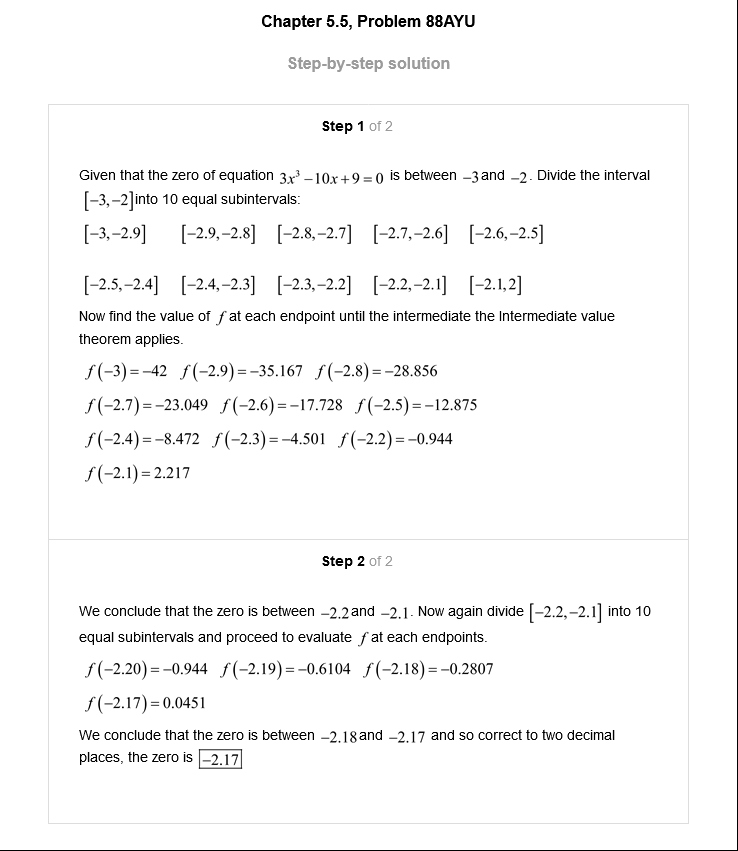 Chapter 5.5, Problem 88AYU
Step-by-step solution
Step 1 of 2
Given that the zero of equation 3x³ −10x+9=0 is between −3 and −2. Divide the interval
[−3,−2] into 10 equal subintervals:
[−3,−2.9] [−2.9,−2.8] [−2.8,−2.7] [−2.7,−2.6] [−2.6,−2.5]
[−2.5,−2.4] [−2.4,−2.3] [−2.3,−2.2] [−2.2,−2.1] [−2.1,2]
Now find the value of f at each endpoint until the intermediate the Intermediate value
theorem applies.
f(−3)=−42 f(−2.9)=−35.167 f(−2.8)=−28.856
f(−2.7)=−23.049 f(−2.6)=−17.728 f(−2.5)=−12.875
f(−2.4)=−8.472 f(−2.3)=−4.501 f(−2.2)=−0.944
f(−2.1)=2.217
Step 2 of 2
We conclude that the zero is between −2.2 and −2.1. Now again divide [−2.2,−2.1] into 10
equal subintervals and proceed to evaluate f at each endpoints.
f(−2.20)=−0.944 f(−2.19)=−0.6104 f(−2.18)=−0.2807
f(−2.17)=0.0451
We conclude that the zero is between −2.18 and −2.17 and so correct to two decimal
places, the zero is −2.17